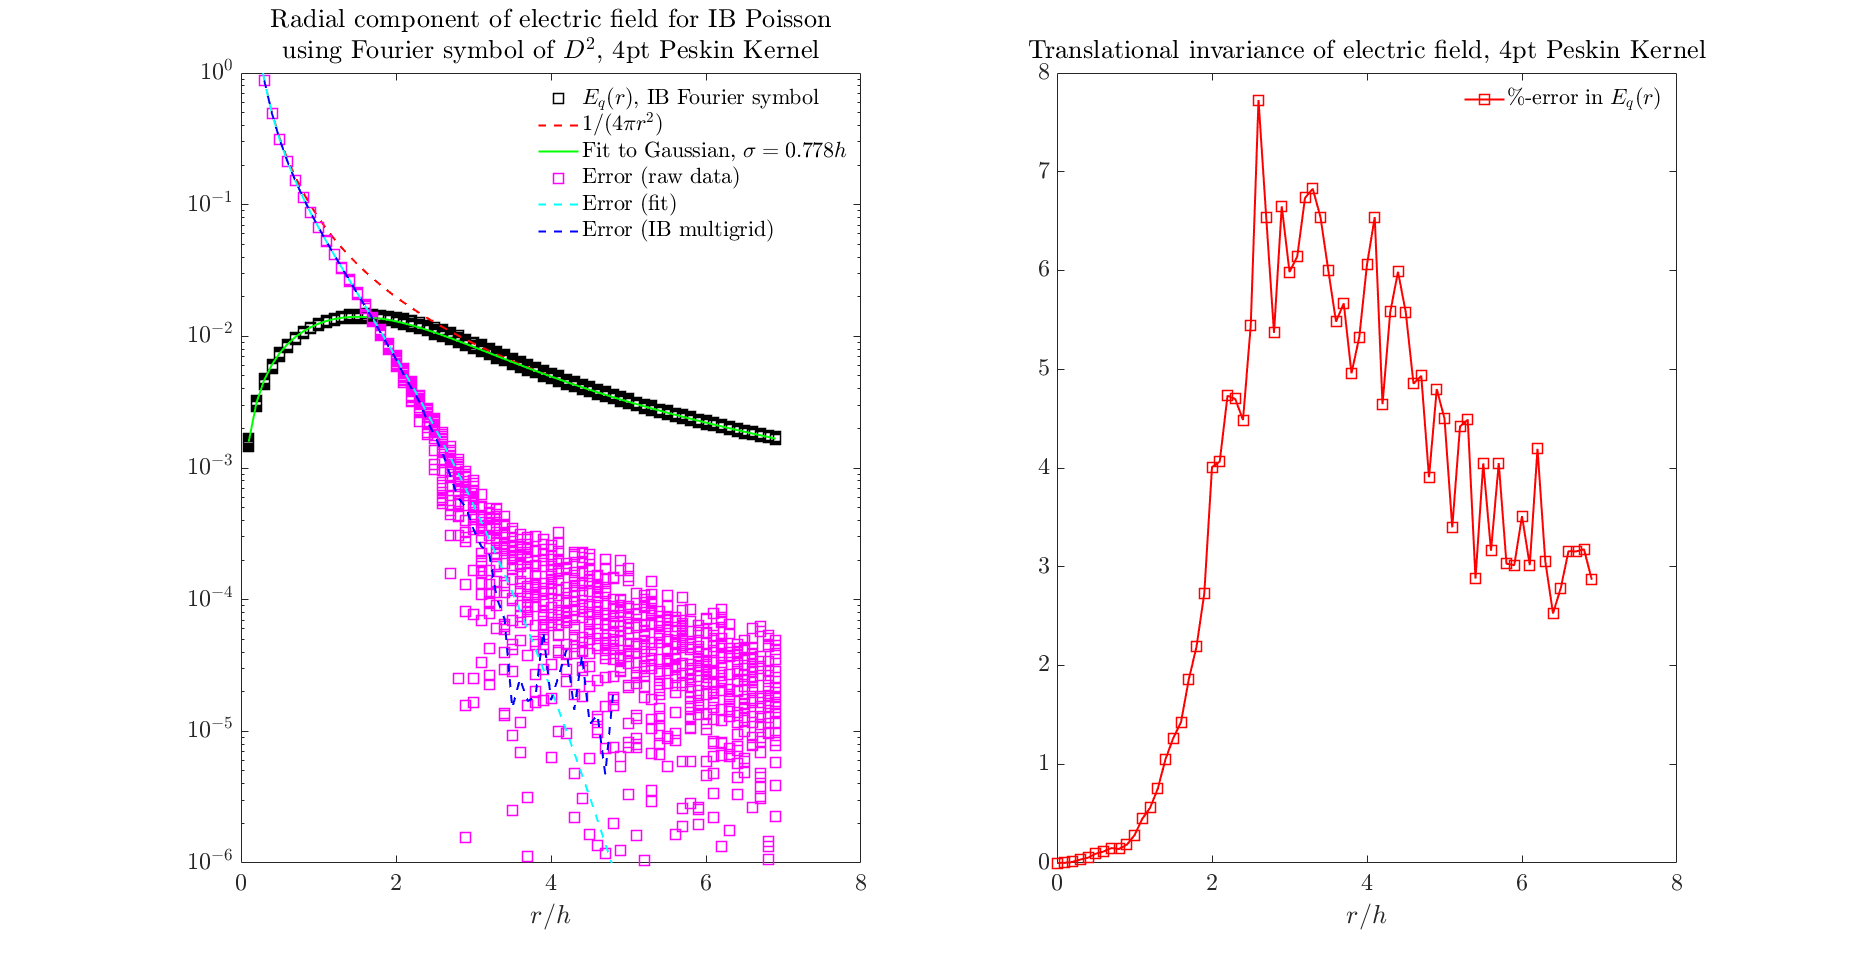 Radial component of electric field for IB Poisson
using Fourier symbol of D², 4pt Peskin Kernel
10⁰
10⁻¹
10⁻²
10⁻³
10⁻⁴
10⁻⁵
10⁻⁶
0 2 4 6 8
r/h
E_q(r), IB Fourier symbol
1/(4πr²)
Fit to Gaussian, σ = 0.778h
Error (raw data)
Error (fit)
Error (IB multigrid)
Translational invariance of electric field, 4pt Peskin Kernel
8
7
6
5
4
3
2
1
0
0 2 4 6 8
r/h
%-error in E_q(r)